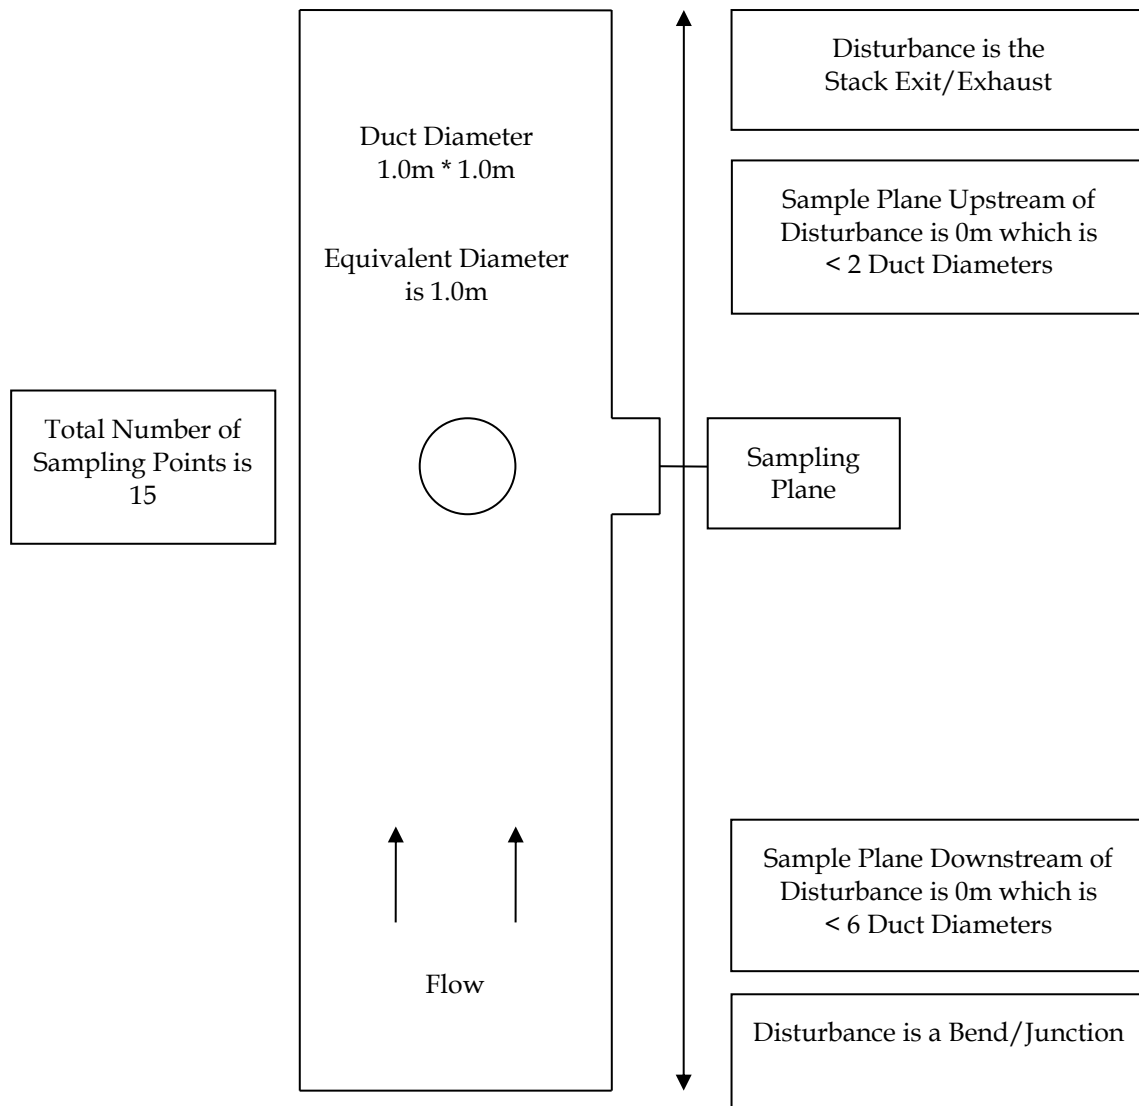 Disturbance is the
Stack Exit/Exhaust
Duct Diameter
1.0m * 1.0m
Sample Plane Upstream of
Disturbance is 0m which is
< 2 Duct Diameters
Equivalent Diameter
is 1.0m
Total Number of
Sampling Points is
15
Sampling
Plane
Sample Plane Downstream of
Disturbance is 0m which is
< 6 Duct Diameters
Flow
Disturbance is a Bend/Junction